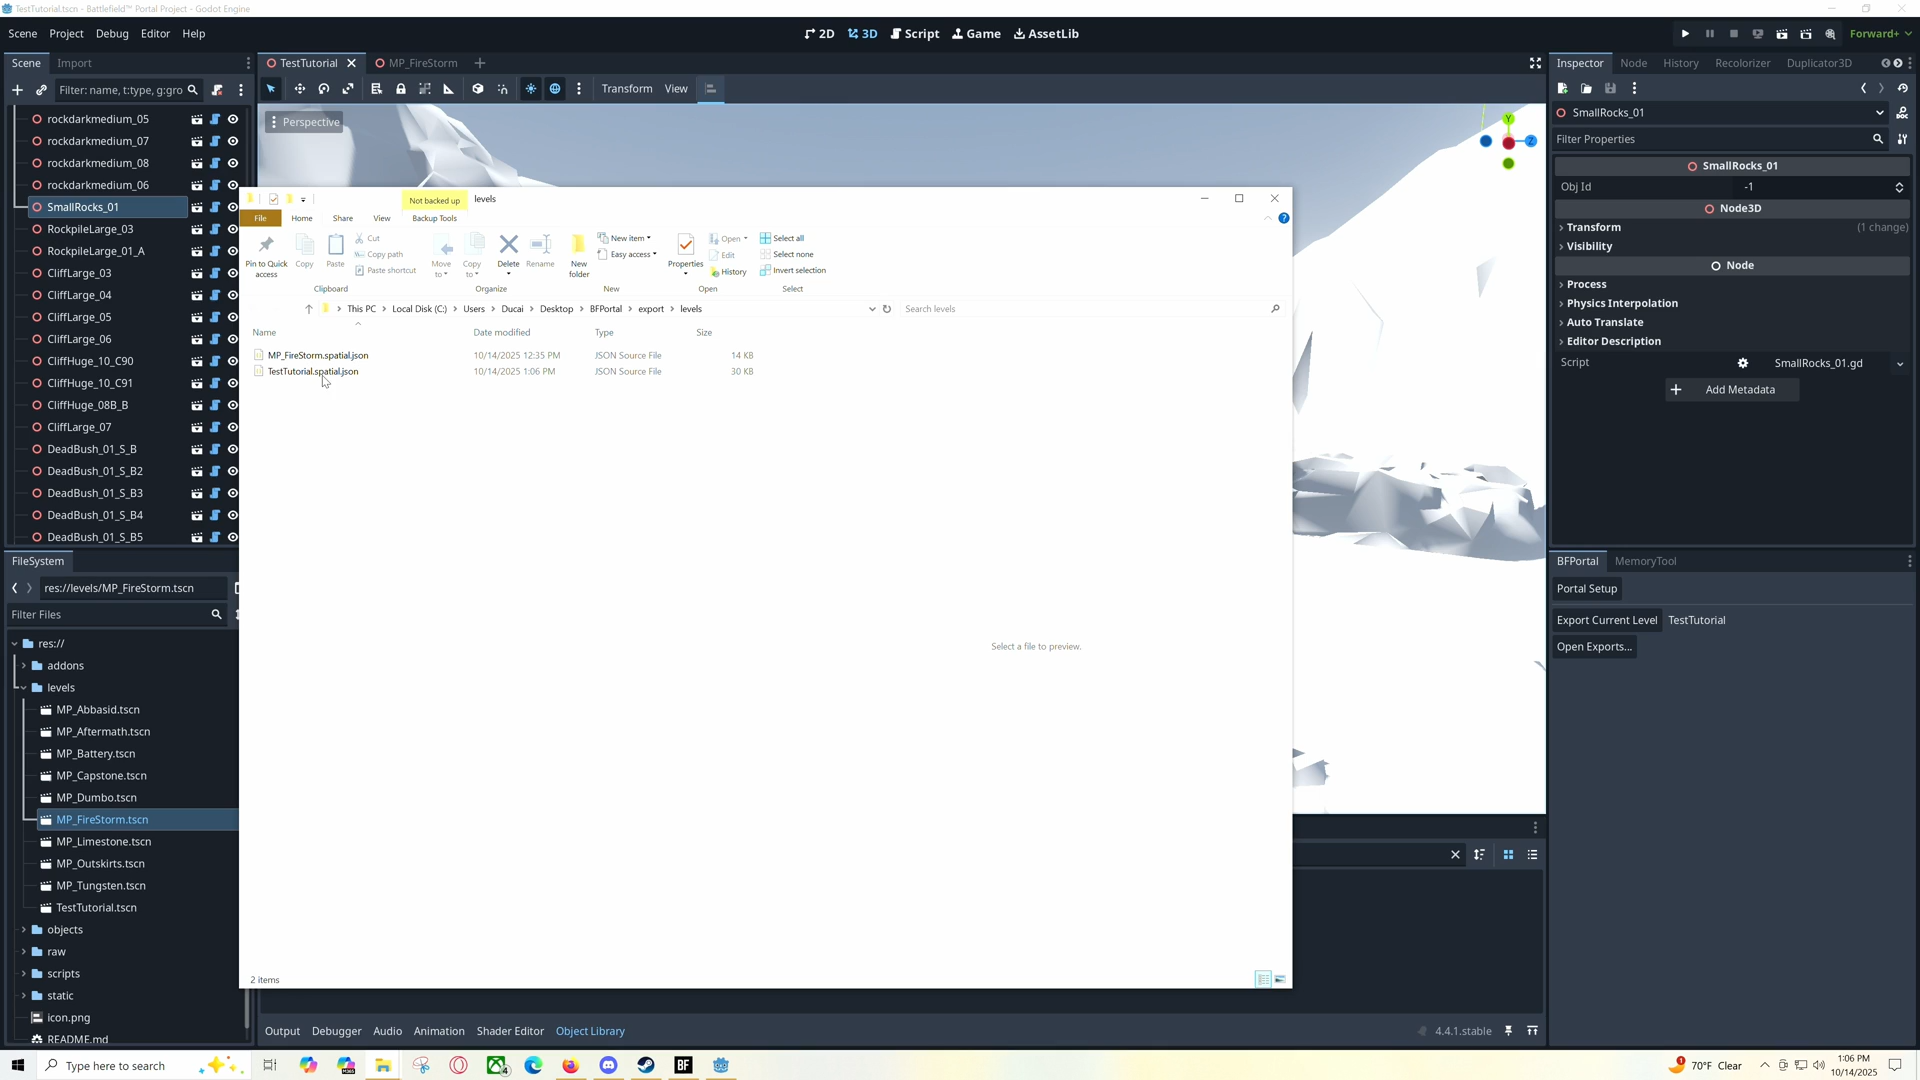 TestTutorial.tscn - Battlefield™ Portal Project - Godot Engine
Scene Project Debug Editor Help
2D 3D Script Game AssetLib
Forward+
Scene Import
TestTutorial MP_FireStorm
Inspector Node History Recolorizer Duplicator3D
Filter: name, t:type, g:gro
Transform View
rockdarkmedium_05
rockdarkmedium_07
rockdarkmedium_08
rockdarkmedium_06
SmallRocks_01
RockpileLarge_03
RockpileLarge_01_A
CliffLarge_03
CliffLarge_04
CliffLarge_05
CliffLarge_06
CliffHuge_10_C90
CliffHuge_10_C91
CliffHuge_08B_B
CliffLarge_07
DeadBush_01_S_B
DeadBush_01_S_B2
DeadBush_01_S_B3
DeadBush_01_S_B4
DeadBush_01_S_B5
Perspective
Y
Z
Not backed up levels
File Home Share View Backup Tools
Pin to Quick access
Copy
Paste
Cut
Copy path
Paste shortcut
Clipboard
Move to
Copy to
Delete
Rename
Organize
New folder
New item
Easy access
New
Properties
Open
Edit
History
Open
Select all
Select none
Invert selection
Select
This PC Local Disk (C:) Users Ducai Desktop BFPortal export levels
Search levels
Name Date modified Type Size
MP_FireStorm.spatial.json 10/14/2025 12:35 PM JSON Source File 14 KB
TestTutorial.spatial.json 10/14/2025 1:06 PM JSON Source File 30 KB
Select a file to preview.
2 items
SmallRocks_01
Filter Properties
SmallRocks_01
Obj Id -1
Node3D
Transform (1 change)
Visibility
Node
Process
Physics Interpolation
Auto Translate
Editor Description
Script SmallRocks_01.gd
Add Metadata
BFPortal MemoryTool
Portal Setup
Export Current Level TestTutorial
Open Exports...
FileSystem
res://levels/MP_FireStorm.tscn
Filter Files
res://
addons
levels
MP_Abbasid.tscn
MP_Aftermath.tscn
MP_Battery.tscn
MP_Capstone.tscn
MP_Dumbo.tscn
MP_FireStorm.tscn
MP_Limestone.tscn
MP_Outskirts.tscn
MP_Tungsten.tscn
TestTutorial.tscn
objects
raw
scripts
static
icon.png
README.md
Output Debugger Audio Animation Shader Editor Object Library
4.4.1.stable
Type here to search
BF
70°F Clear
1:06 PM
10/14/2025